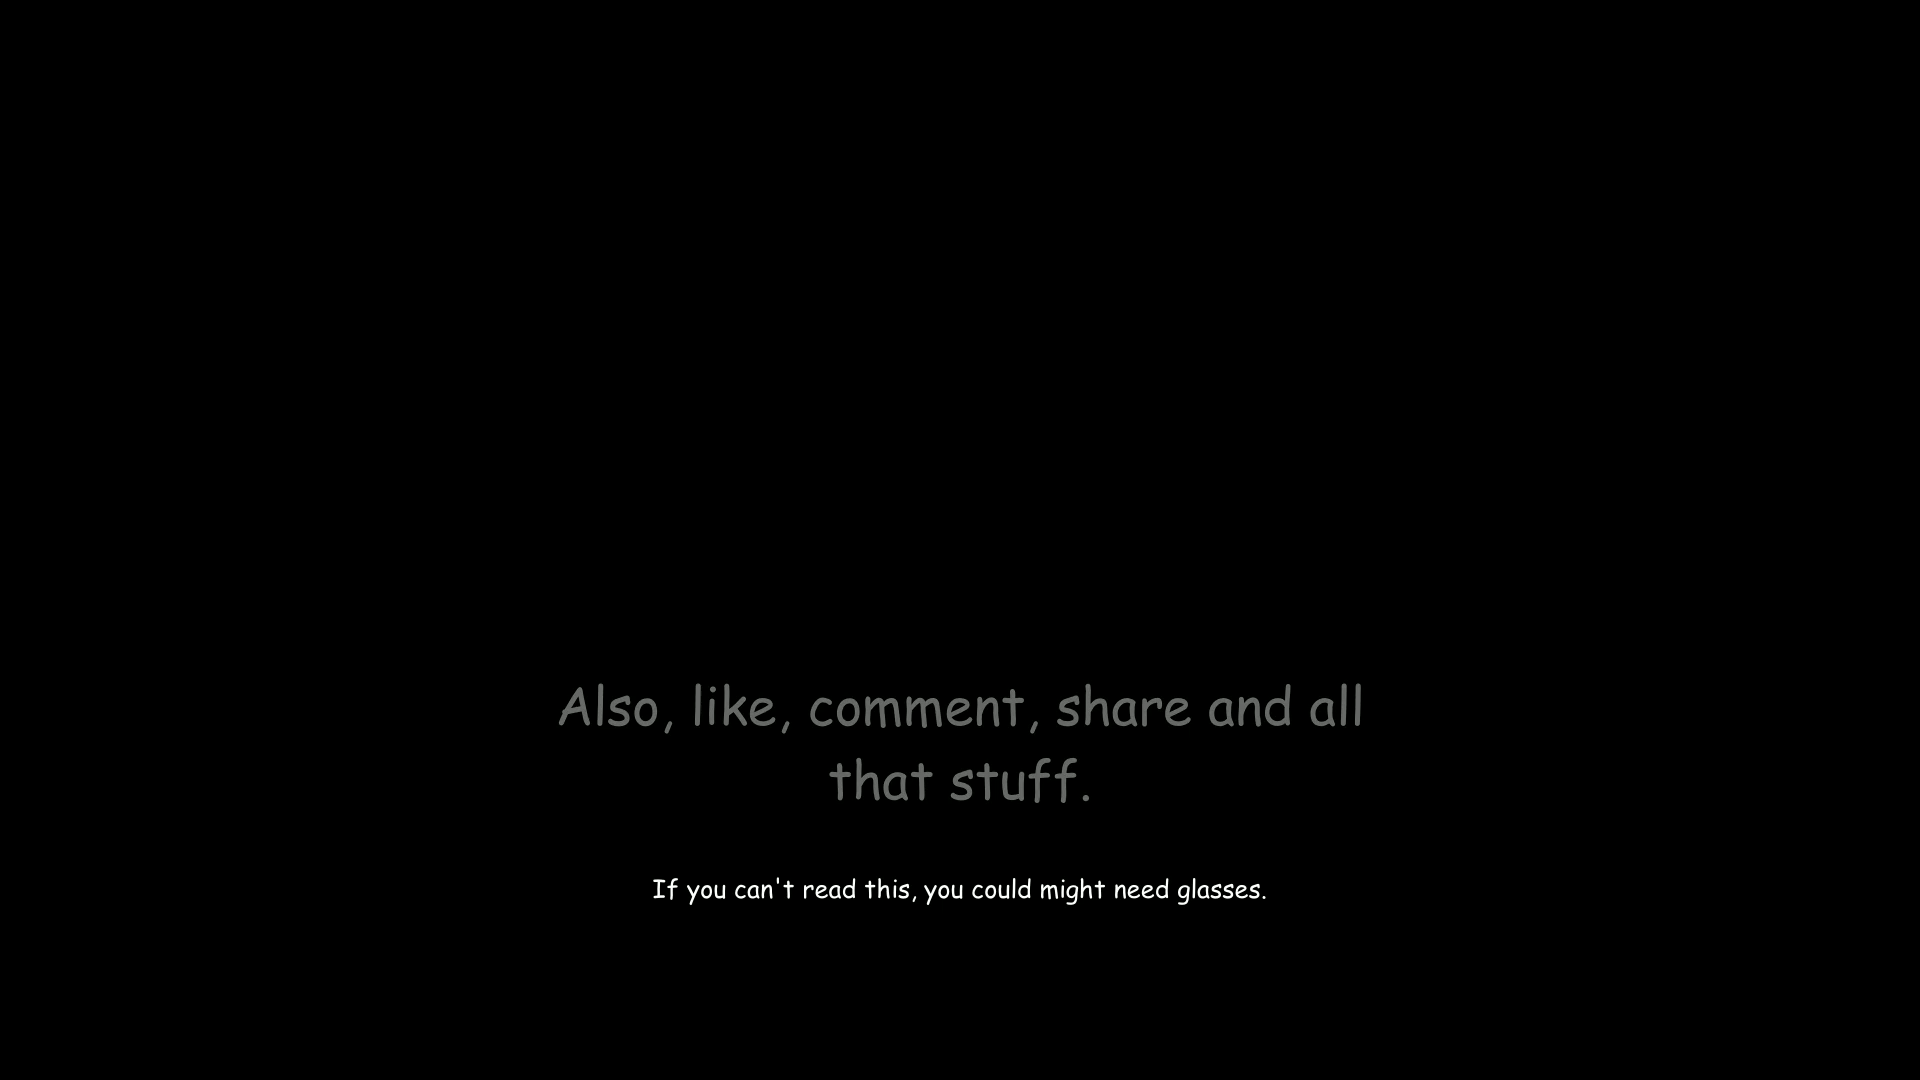 Also, like, comment, share and all
that stuff.
If you can't read this, you could might need glasses.